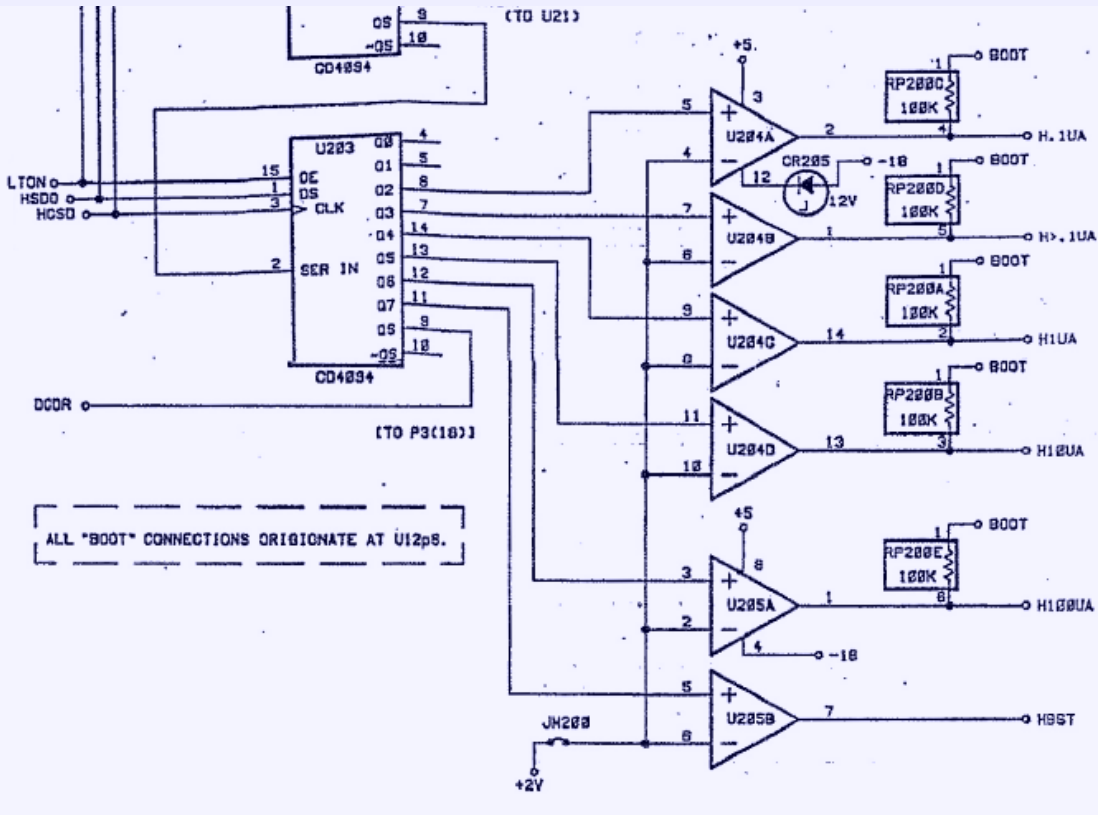 QS 9
[TO U21]
~QS 10
CD4094
+5
BOOT
1
RP200C
100K
5
+
3
U204A
2
4
H.1UA
4
-
12
CR205
-18
12V
U203
Q0 4
Q1 5
LTON
15 OE
Q2 6
HSDO
1 DS
Q3 7
HCSD
3 CLK
Q4 14
Q5 13
2 SER IN
Q6 12
Q7 11
QS 9
~QS 10
CD4094
DCDR
[TO P3(18)]
BOOT
1
RP200D
100K
7
+
U204B
1
5
H>.1UA
6
-
BOOT
1
RP200A
100K
9
+
U204C
14
2
H1UA
8
-
BOOT
1
RP200B
100K
11
+
U204D
13
3
H10UA
10
-
ALL "BOOT" CONNECTIONS ORIGIONATE AT U12p6.
+5
BOOT
1
RP200E
100K
3
+
8
U205A
1
6
H100UA
2
-
4
-18
5
+
U205B
7
HBST
6
-
JM200
+2V